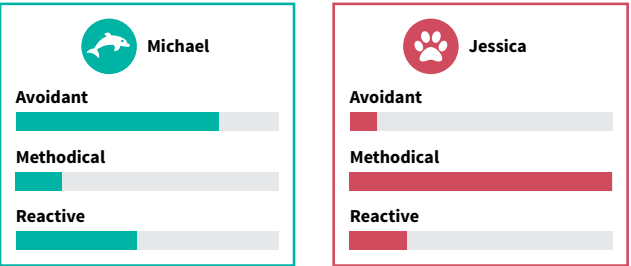 Michael
Avoidant
Methodical
Reactive
Jessica
Avoidant
Methodical
Reactive